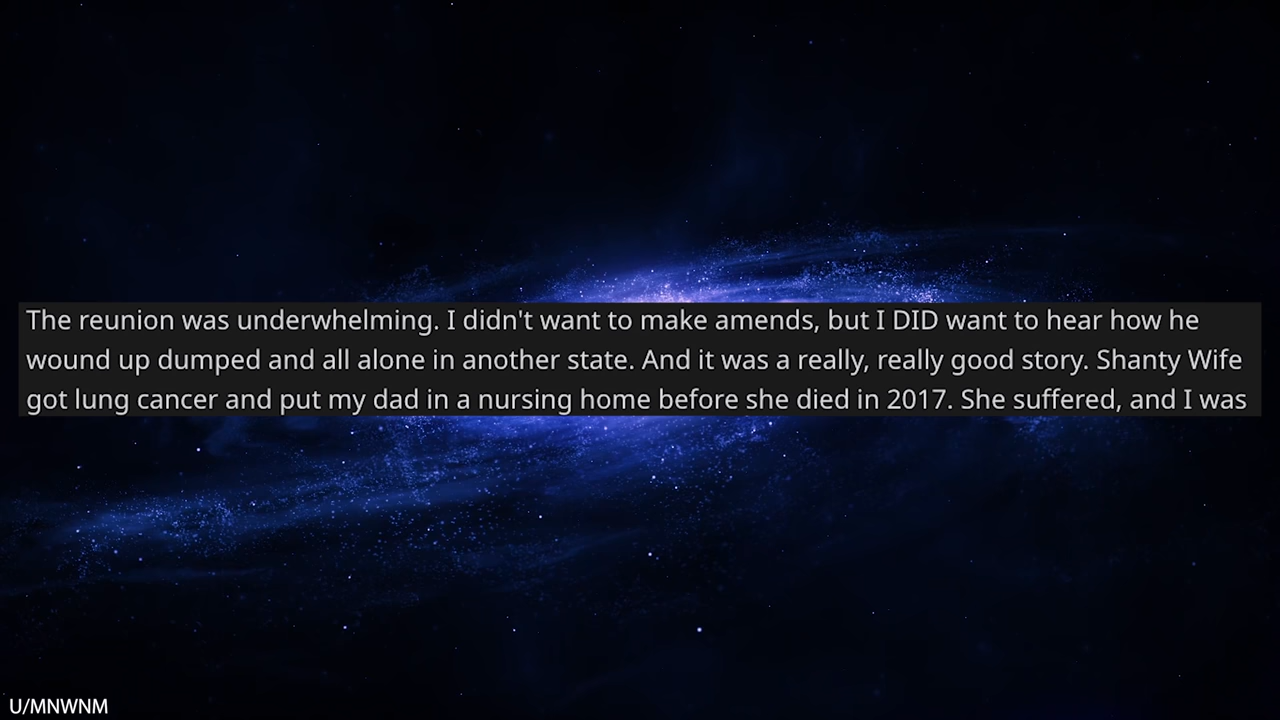 The reunion was underwhelming. I didn't want to make amends, but I DID want to hear how he
wound up dumped and all alone in another state. And it was a really, really good story. Shanty Wife
got lung cancer and put my dad in a nursing home before she died in 2017. She suffered, and I was
U/MNWNM